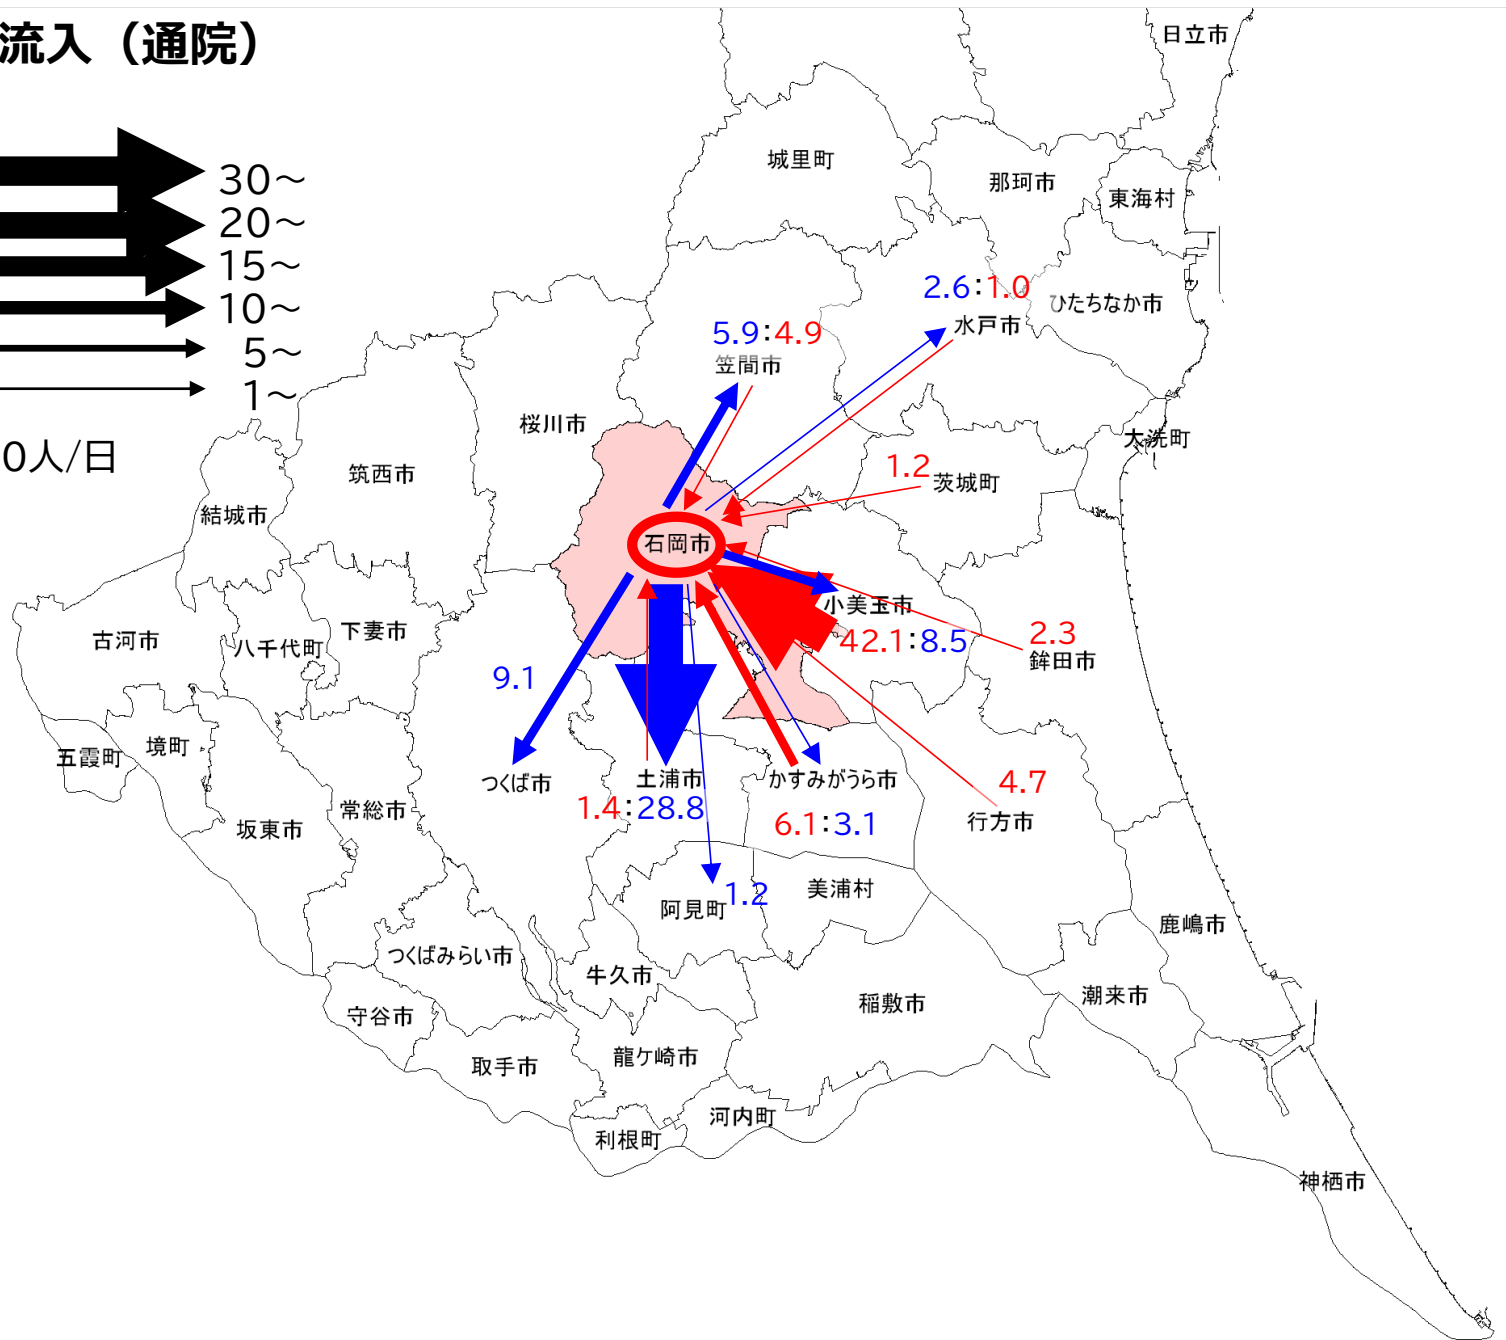 流入（通院）
30～
20～
15～
10～
5～
1～
0人/日
日立市
城里町
那珂市
東海村
2.6:1.0
水戸市
ひたちなか市
5.9:4.9
笠間市
桜川市
大洗町
筑西市
1.2
茨城町
結城市
石岡市
小美玉市
42.1:8.5
2.3
鉾田市
古河市
八千代町
下妻市
9.1
五霞町
境町
つくば市
土浦市
1.4:28.8
かすみがうら市
6.1:3.1
4.7
行方市
坂東市
常総市
1.2
阿見町
美浦村
鹿嶋市
つくばみらい市
牛久市
稲敷市
潮来市
守谷市
取手市
龍ケ崎市
河内町
利根町
神栖市